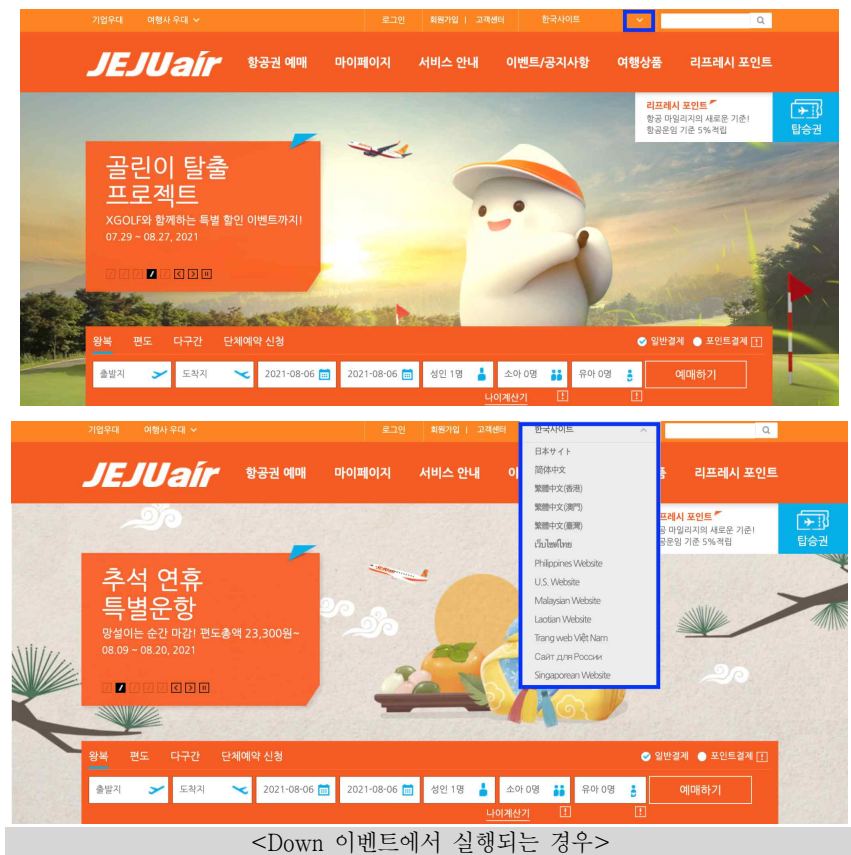 기업우대 여행사 우대 로그인 회원가입 | 고객센터 한국사이트
JEJUair 항공권 예매 마이페이지 서비스 안내 이벤트/공지사항 여행상품 리프레시 포인트
리프레시 포인트
항공 마일리지의 새로운 기준!
항공운임 기준 5%적립
탑승권
골린이 탈출
프로젝트
XGOLF와 함께하는 특별 할인 이벤트까지!
07.29 ~ 08.27, 2021
왕복 편도 다구간 단체예약 신청 일반결제 포인트결제
출발지 도착지 2021-08-06 2021-08-06 성인 1명 소아 0명 유아 0명 예매하기
나이계산기
기업우대 여행사 우대 로그인 회원가입 | 고객센터 한국사이트
JEJUair 항공권 예매 마이페이지 서비스 안내 이 품 리프레시 포인트
日本サイト
简体中文
繁體中文(香港)
繁體中文(澳門)
繁體中文(臺灣)
เว็บไซต์ไทย
Philippines Website
U.S. Website
Malaysian Website
Laotian Website
Trang web Việt Nam
Сайт для России
Singaporean Website
프레시 포인트
공 마일리지의 새로운 기준!
공운임 기준 5%적립
탑승권
추석 연휴
특별운항
망설이는 순간 마감! 편도총액 23,300원~
08.09 ~ 08.20, 2021
왕복 편도 다구간 단체예약 신청 일반결제 포인트결제
출발지 도착지 2021-08-06 2021-08-06 성인 1명 소아 0명 유아 0명 예매하기
나이계산기
<Down 이벤트에서 실행되는 경우>